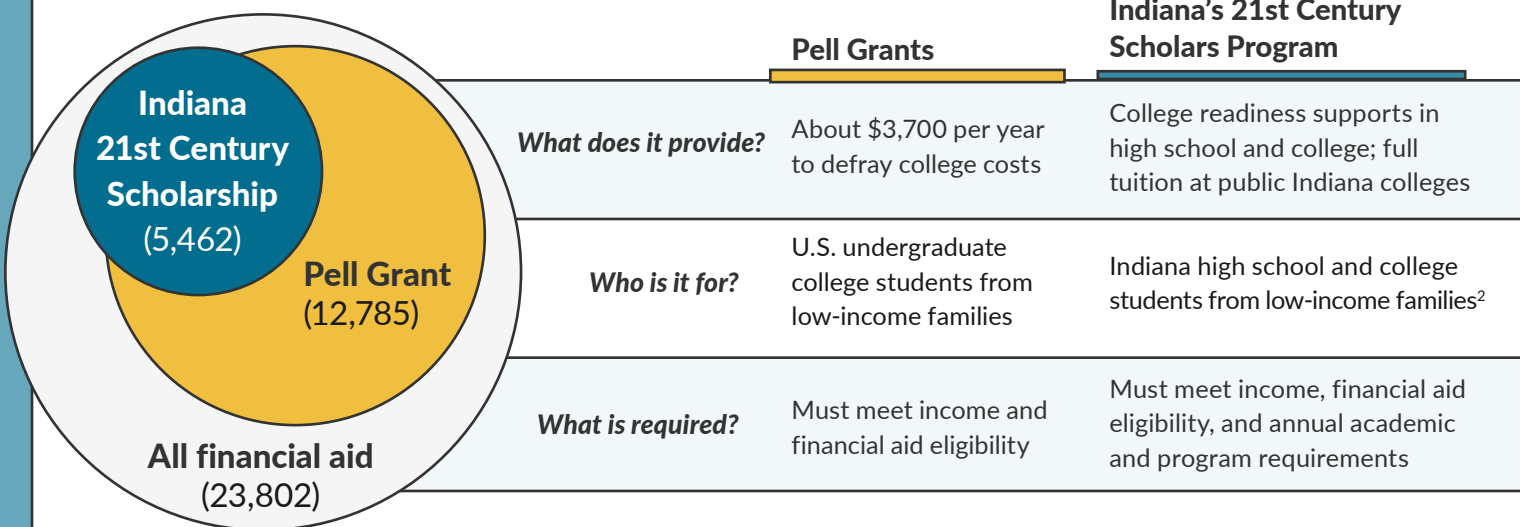 Indiana
21st Century
Scholarship
(5,462)
Pell Grant
(12,785)
All financial aid
(23,802)
Pell Grants
Indiana’s 21st Century
Scholars Program
What does it provide?
About $3,700 per year
to defray college costs
College readiness supports in
high school and college; full
tuition at public Indiana colleges
Who is it for?
U.S. undergraduate
college students from
low-income families
Indiana high school and college
students from low-income families²
What is required?
Must meet income and
financial aid eligibility
Must meet income, financial aid
eligibility, and annual academic
and program requirements